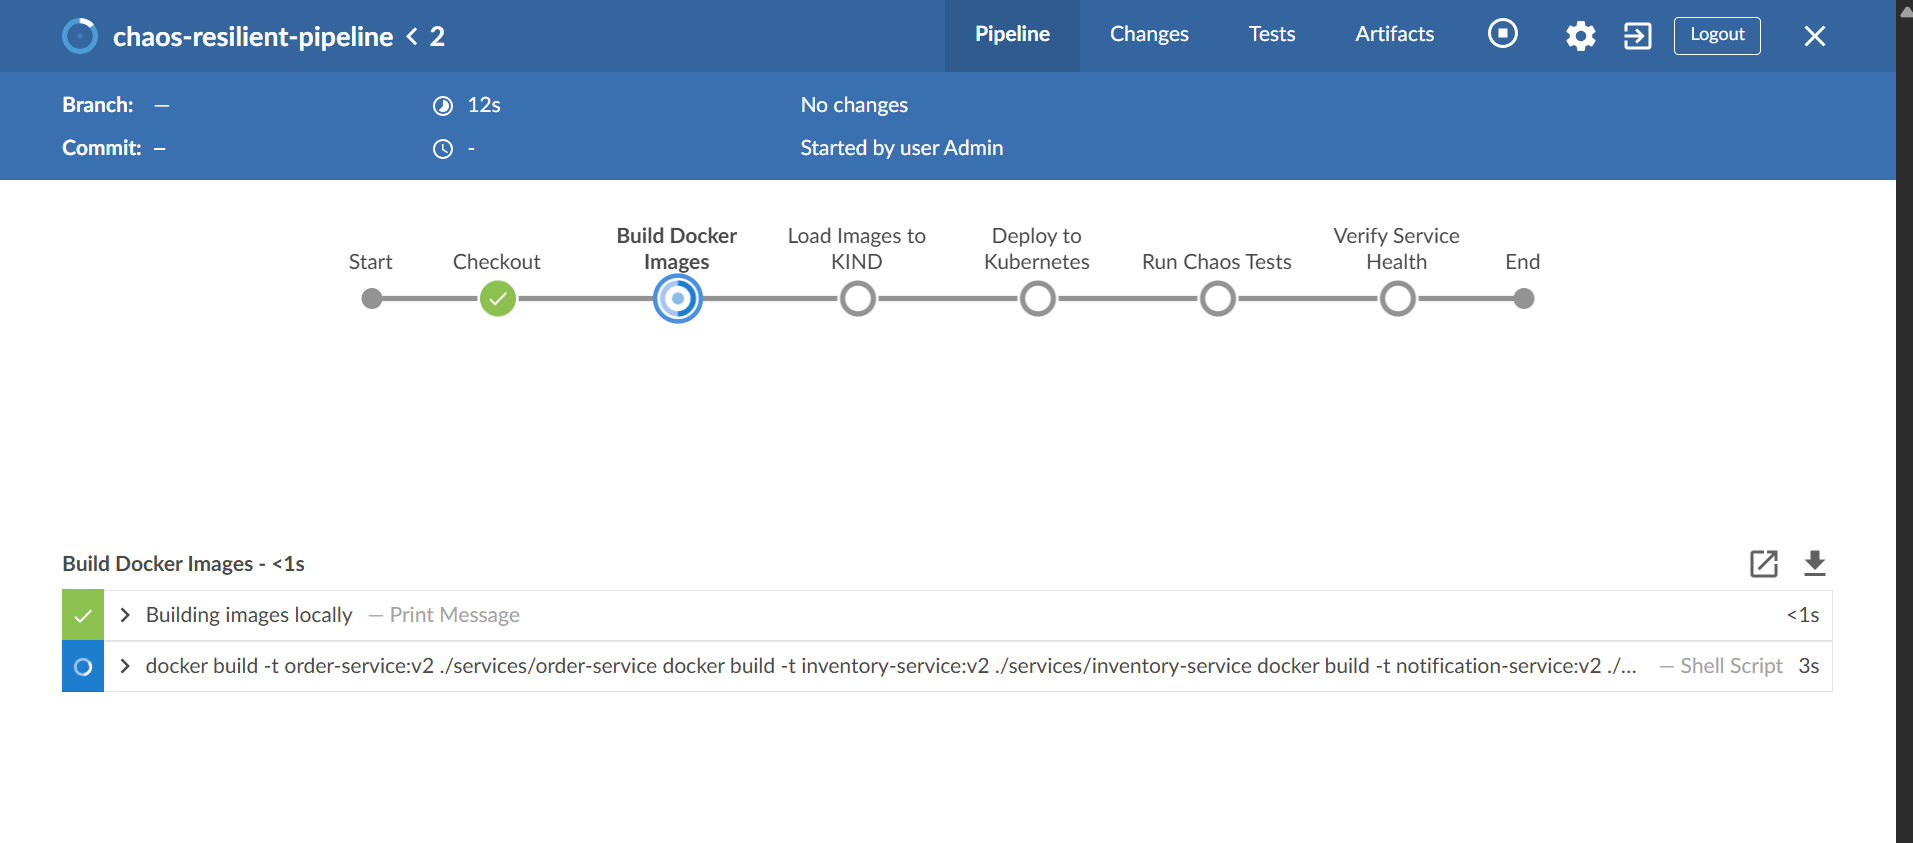 chaos-resilient-pipeline < 2
Pipeline
Changes
Tests
Artifacts
Logout
Branch: —
12s
No changes
Commit: –
-
Started by user Admin
Start
Checkout
Build Docker
Images
Load Images to
KIND
Deploy to
Kubernetes
Run Chaos Tests
Verify Service
Health
End
Build Docker Images - <1s
Building images locally — Print Message <1s
docker build -t order-service:v2 ./services/order-service docker build -t inventory-service:v2 ./services/inventory-service docker build -t notification-service:v2 ./... — Shell Script 3s